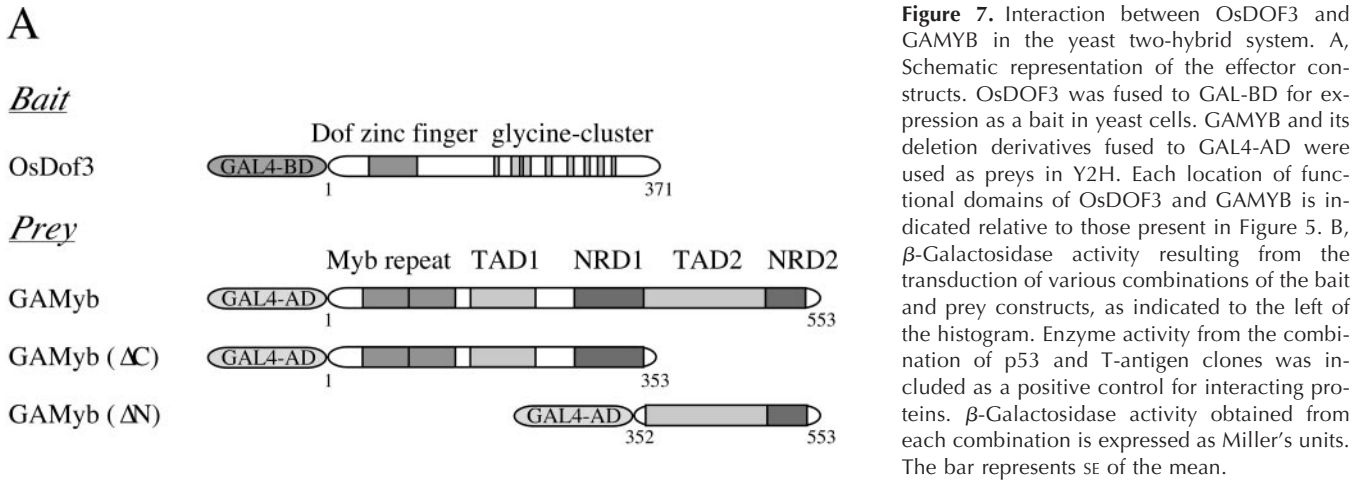 A
Bait
Dof zinc finger glycine-cluster
OsDof3
GAL4-BD
1
371
Prey
Myb repeat TAD1 NRD1 TAD2 NRD2
GAMyb
GAL4-AD
1
553
GAMyb (ΔC)
GAL4-AD
1
353
GAMyb (ΔN)
GAL4-AD
352
553
Figure 7. Interaction between OsDOF3 and
GAMYB in the yeast two-hybrid system. A,
Schematic representation of the effector con-
structs. OsDOF3 was fused to GAL-BD for ex-
pression as a bait in yeast cells. GAMYB and its
deletion derivatives fused to GAL4-AD were
used as preys in Y2H. Each location of func-
tional domains of OsDOF3 and GAMYB is in-
dicated relative to those present in Figure 5. B,
β-Galactosidase activity resulting from the
transduction of various combinations of the bait
and prey constructs, as indicated to the left of
the histogram. Enzyme activity from the combi-
nation of p53 and T-antigen clones was in-
cluded as a positive control for interacting pro-
teins. β-Galactosidase activity obtained from
each combination is expressed as Miller's units.
The bar represents SE of the mean.